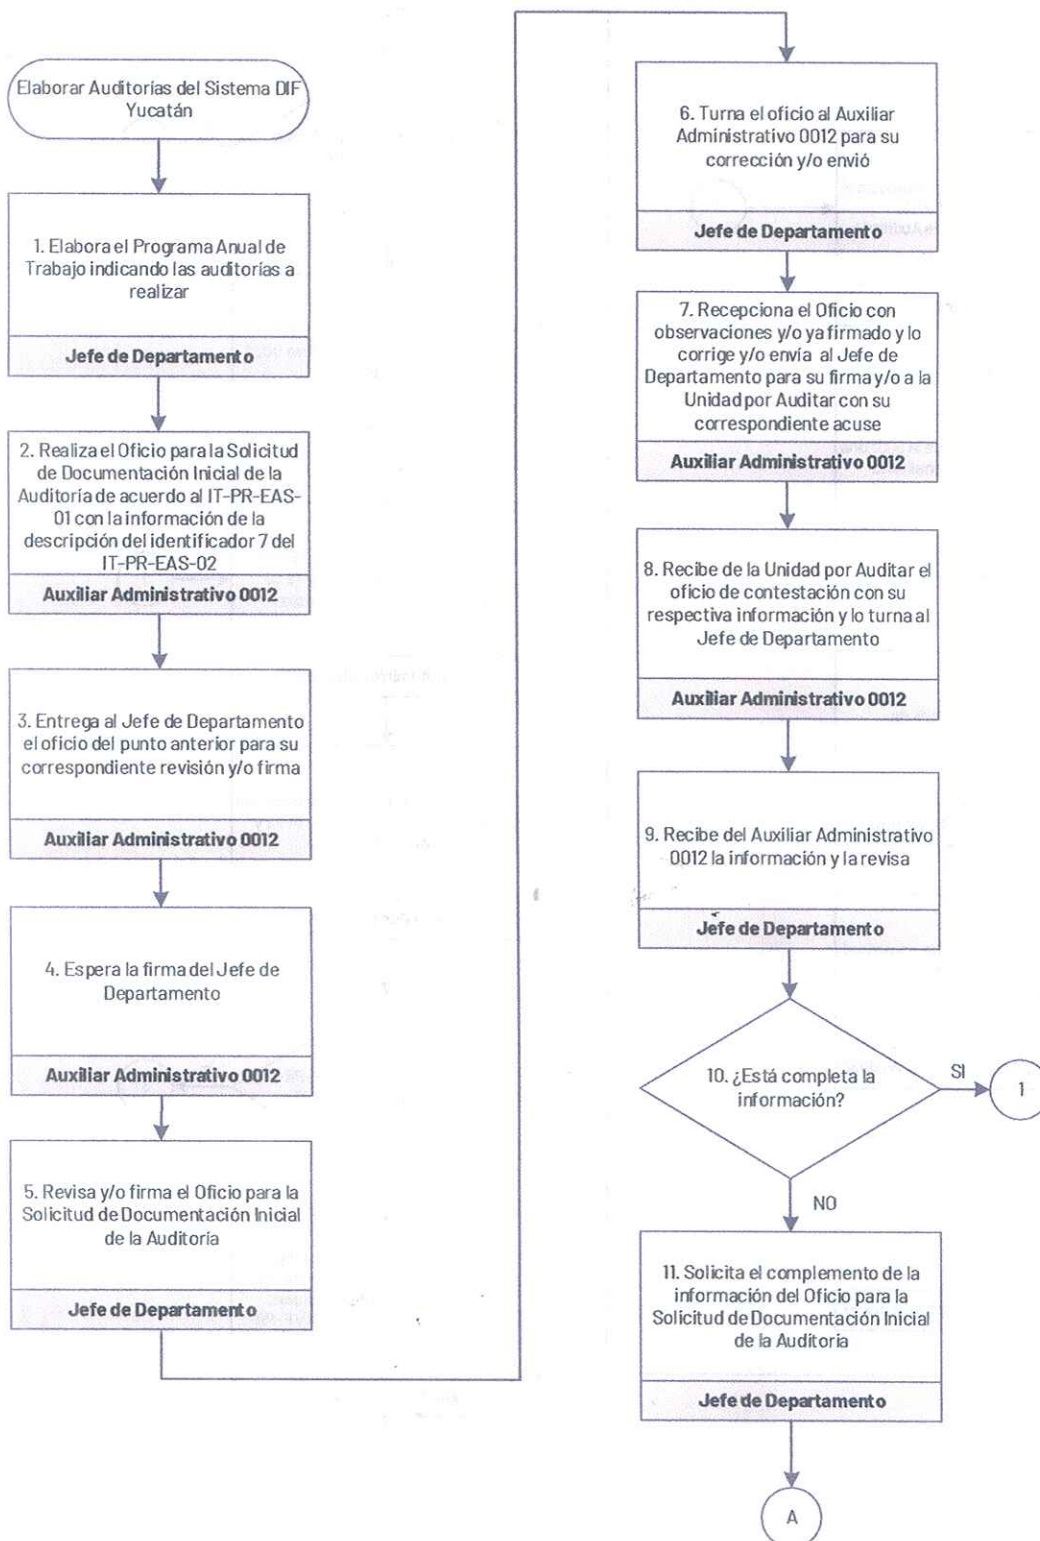 Elaborar Auditorías del Sistema DIF
Yucatán
1. Elabora el Programa Anual de
Trabajo indicando las auditorías a
realizar
Jefe de Departamento
2. Realiza el Oficio para la Solicitud
de Documentación Inicial de la
Auditoría de acuerdo al IT-PR-EAS-
01 con la información de la
descripción del identificador 7 del
IT-PR-EAS-02
Auxiliar Administrativo 0012
3. Entrega al Jefe de Departamento
el oficio del punto anterior para su
correspondiente revisión y/o firma
Auxiliar Administrativo 0012
4. Espera la firma del Jefe de
Departamento
Auxiliar Administrativo 0012
5. Revisa y/o firma el Oficio para la
Solicitud de Documentación Inicial
de la Auditoría
Jefe de Departamento
6. Turna el oficio al Auxiliar
Administrativo 0012 para su
corrección y/o envió
Jefe de Departamento
7. Recepciona el Oficio con
observaciones y/o ya firmado y lo
corrige y/o envía al Jefe de
Departamento para su firma y/o a la
Unidad por Auditar con su
correspondiente acuse
Auxiliar Administrativo 0012
8. Recibe de la Unidad por Auditar el
oficio de contestación con su
respectiva información y lo turna al
Jefe de Departamento
Auxiliar Administrativo 0012
9. Recibe del Auxiliar Administrativo
0012 la información y la revisa
Jefe de Departamento
10. ¿Está completa la
información?
SI
1
NO
11. Solicita el complemento de la
información del Oficio para la
Solicitud de Documentación Inicial
de la Auditoría
Jefe de Departamento
A